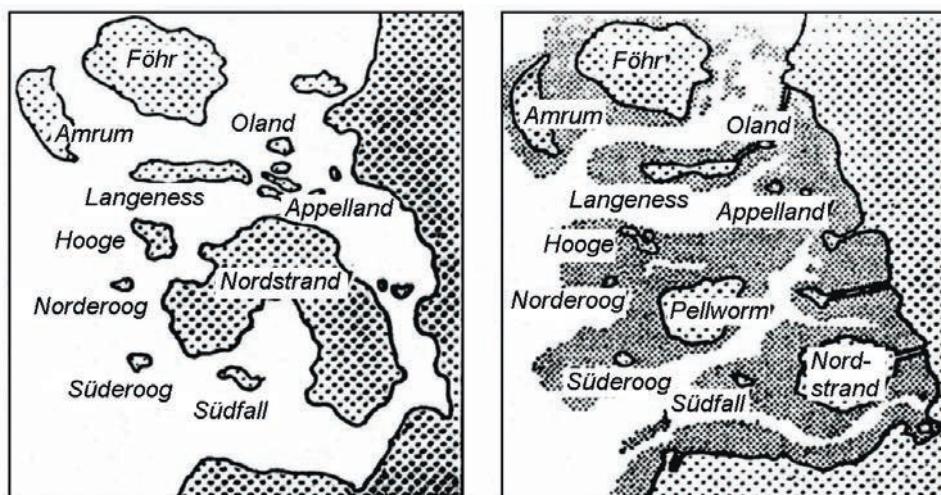 Föhr
Amrum
Oland
Langeness
Appelland
Hooge
Nordstrand
Norderoog
Süderoog
Südfall
Föhr
Amrum
Oland
Langeness
Appelland
Hooge
Norderoog
Pellworm
Süderoog
Nord-
strand
Südfall